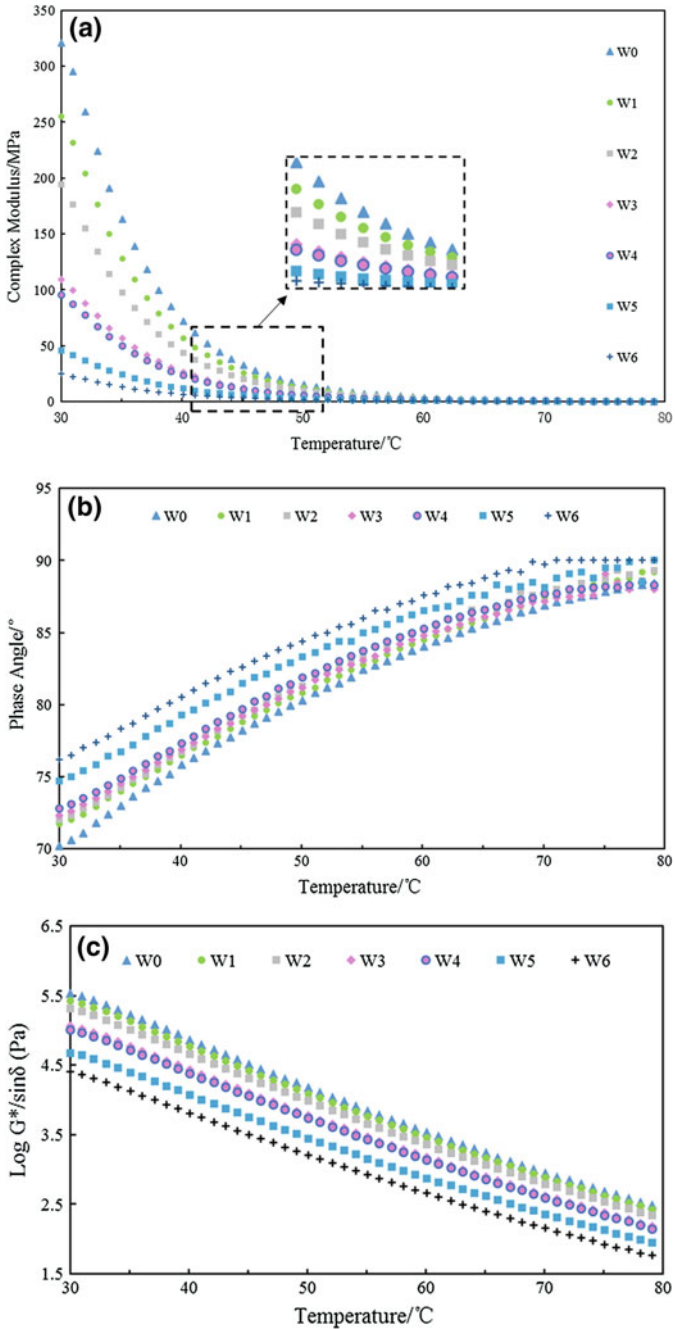 (a)
350
300
250
200
150
100
50
0
Complex Modulus/MPa
W0
W1
W2
W3
W4
W5
W6
30 40 50 60 70 80
Temperature/℃
(b)
95
90
85
80
75
70
Phase Angle/°
W0 W1 W2 W3 W4 W5 W6
30 40 50 60 70 80
Temperature/℃
(c)
6.5
5.5
4.5
3.5
2.5
1.5
Log G*/sinδ (Pa)
W0 W1 W2 W3 W4 W5 W6
30 40 50 60 70 80
Temperature/℃